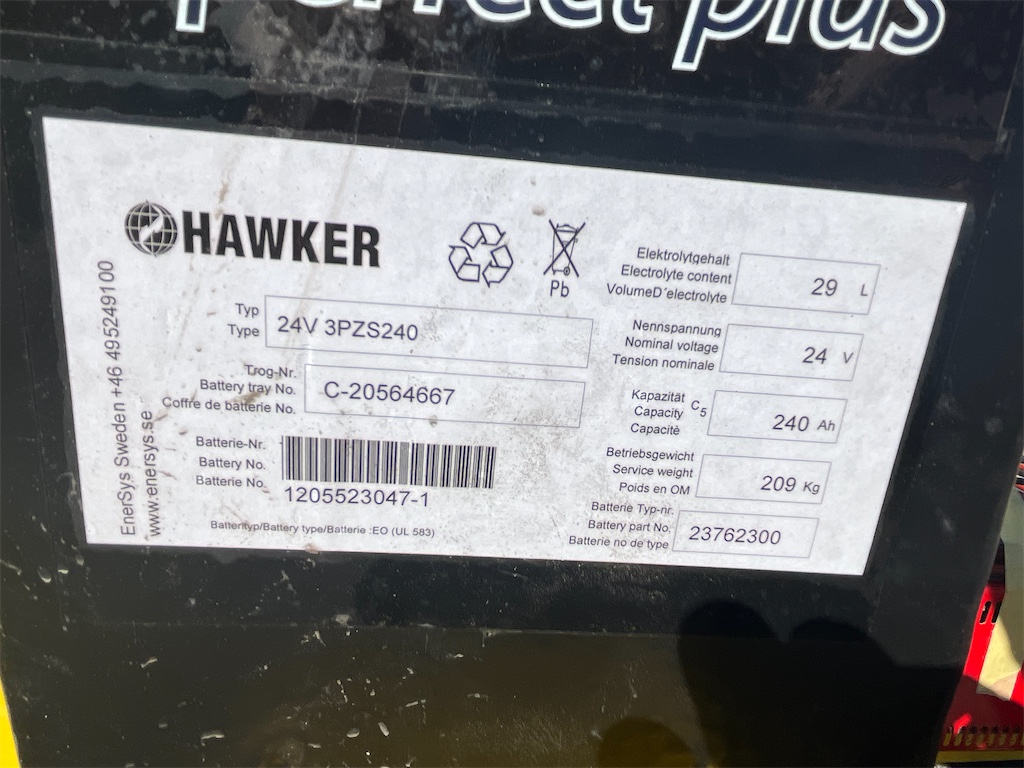 perfect plus
HAWKER
Pb
EnerSys Sweden +46 495249100
www.enersys.se
Typ
Type
24V 3PZS240
Trog-Nr.
Battery tray No.
Coffre de batterie No.
C-20564667
Batterie-Nr.
Battery No.
Batterie No.
1205523047-1
Batterityp/Battery type/Batterie :EO (UL 583)
Elektrolytgehalt
Electrolyte content
VolumeD´electrolyte
29 L
Nennspannung
Nominal voltage
Tension nominale
24 V
Kapazität
Capacity C5
Capacitè
240 Ah
Betriebsgewicht
Service weight
Poids en OM
209 Kg
Batterie Typ-nr.
Battery part No.
Batterie no de type
23762300